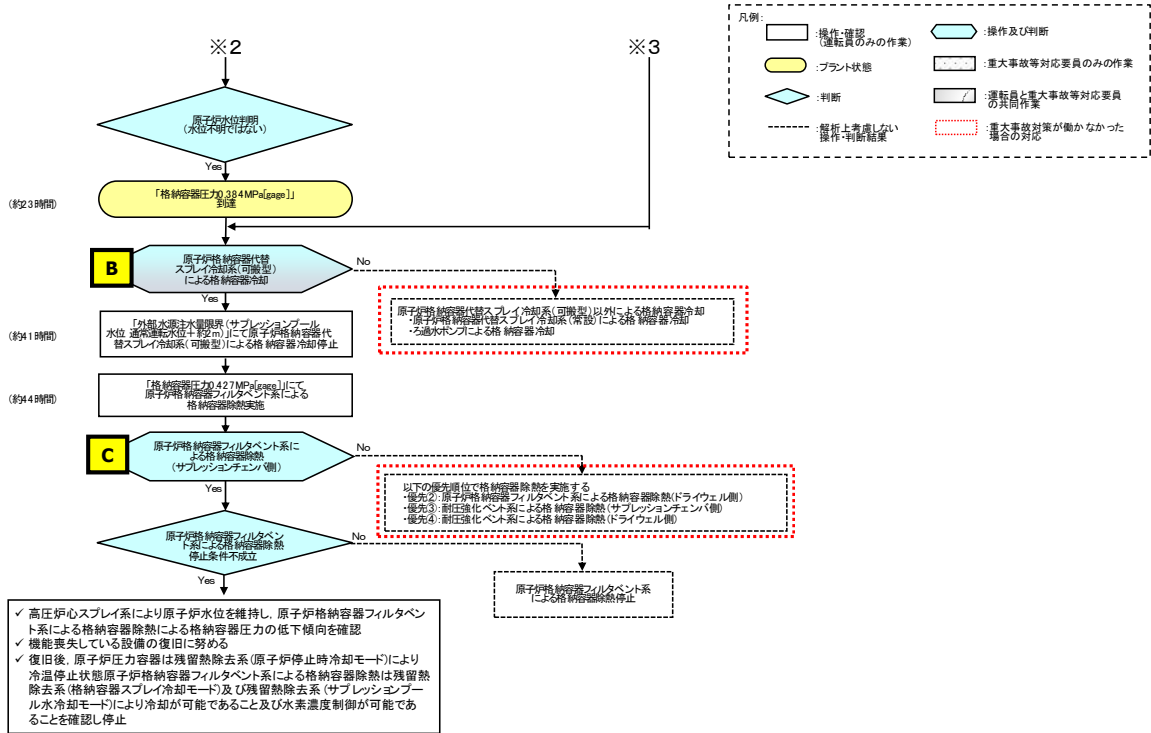 ※2
※3
凡例：
:操作・確認
(運転員のみの作業)
:操作及び判断
:プラント状態
:重大事故等対応要員のみの作業
:判断
:運転員と重大事故等対応要員
の共同作業
:解析上考慮しない
操作・判断結果
:重大事故対策が働かなかった
場合の対応
原子炉水位判明
(水位不明ではない)
Yes
(約23時間)
「格納容器圧力0.384MPa[gage]」
到達
B
原子炉格納容器代替
スプレイ冷却系(可搬型)
による格納容器冷却
No
Yes
原子炉格納容器代替スプレイ冷却系(可搬型)以外による格納容器冷却
・原子炉格納容器代替スプレイ冷却系(常設)による格納容器冷却
・ろ過水ポンプによる格納容器冷却
(約41時間)
「外部水源注水量限界(サプレッションプール
水位 通常運転水位＋約2m)」にて原子炉格納容器代
替スプレイ冷却系(可搬型)による格納容器冷却停止
(約44時間)
「格納容器圧力0.427MPa[gage]」にて
原子炉格納容器フィルタベント系による
格納容器除熱実施
C
原子炉格納容器フィルタベント系に
よる格納容器除熱
(サプレッションチェンバ側)
No
Yes
以下の優先順位で格納容器除熱を実施する
・優先②：原子炉格納容器フィルタベント系による格納容器除熱(ドライウェル側)
・優先③：耐圧強化ベント系による格納容器除熱(サプレッションチェンバ側)
・優先④：耐圧強化ベント系による格納容器除熱(ドライウェル側)
原子炉格納容器フィルタベン
ト系による格納容器除熱
停止条件不成立
No
Yes
原子炉格納容器フィルタベント系
による格納容器除熱停止
✓ 高圧炉心スプレイ系により原子炉水位を維持し，原子炉格納容器フィルタベン
ト系による格納容器除熱による格納容器圧力の低下傾向を確認
✓ 機能喪失している設備の復旧に努める
✓ 復旧後，原子炉圧力容器は残留熱除去系(原子炉停止時冷却モード)により
冷温停止状態原子炉格納容器フィルタベント系による格納容器除熱は残留熱
除去系(格納容器スプレイ冷却モード)及び残留熱除去系(サプレッションプー
ル水冷却モード)により冷却が可能であること及び水素濃度制御が可能であ
ることを確認し停止